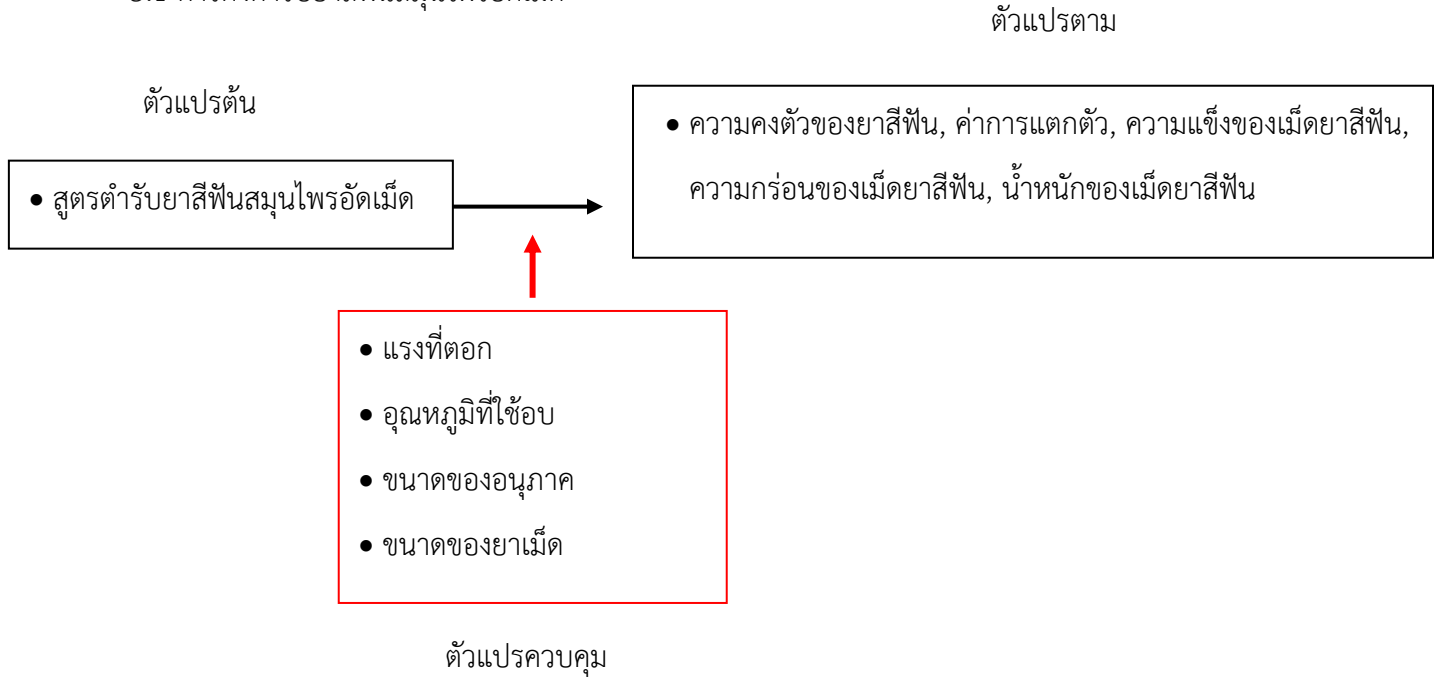 ตัวแปรตาม
ตัวแปรต้น
• ความคงตัวของยาสีฟัน, ค่าการแตกตัว, ความแข็งของเม็ดยาสีฟัน,
ความกร่อนของเม็ดยาสีฟัน, น้ำหนักของเม็ดยาสีฟัน
• สูตรตำรับยาสีฟันสมุนไพรอัดเม็ด
• แรงที่ตอก
• อุณหภูมิที่ใช้อบ
• ขนาดของอนุภาค
• ขนาดของยาเม็ด
ตัวแปรควบคุม